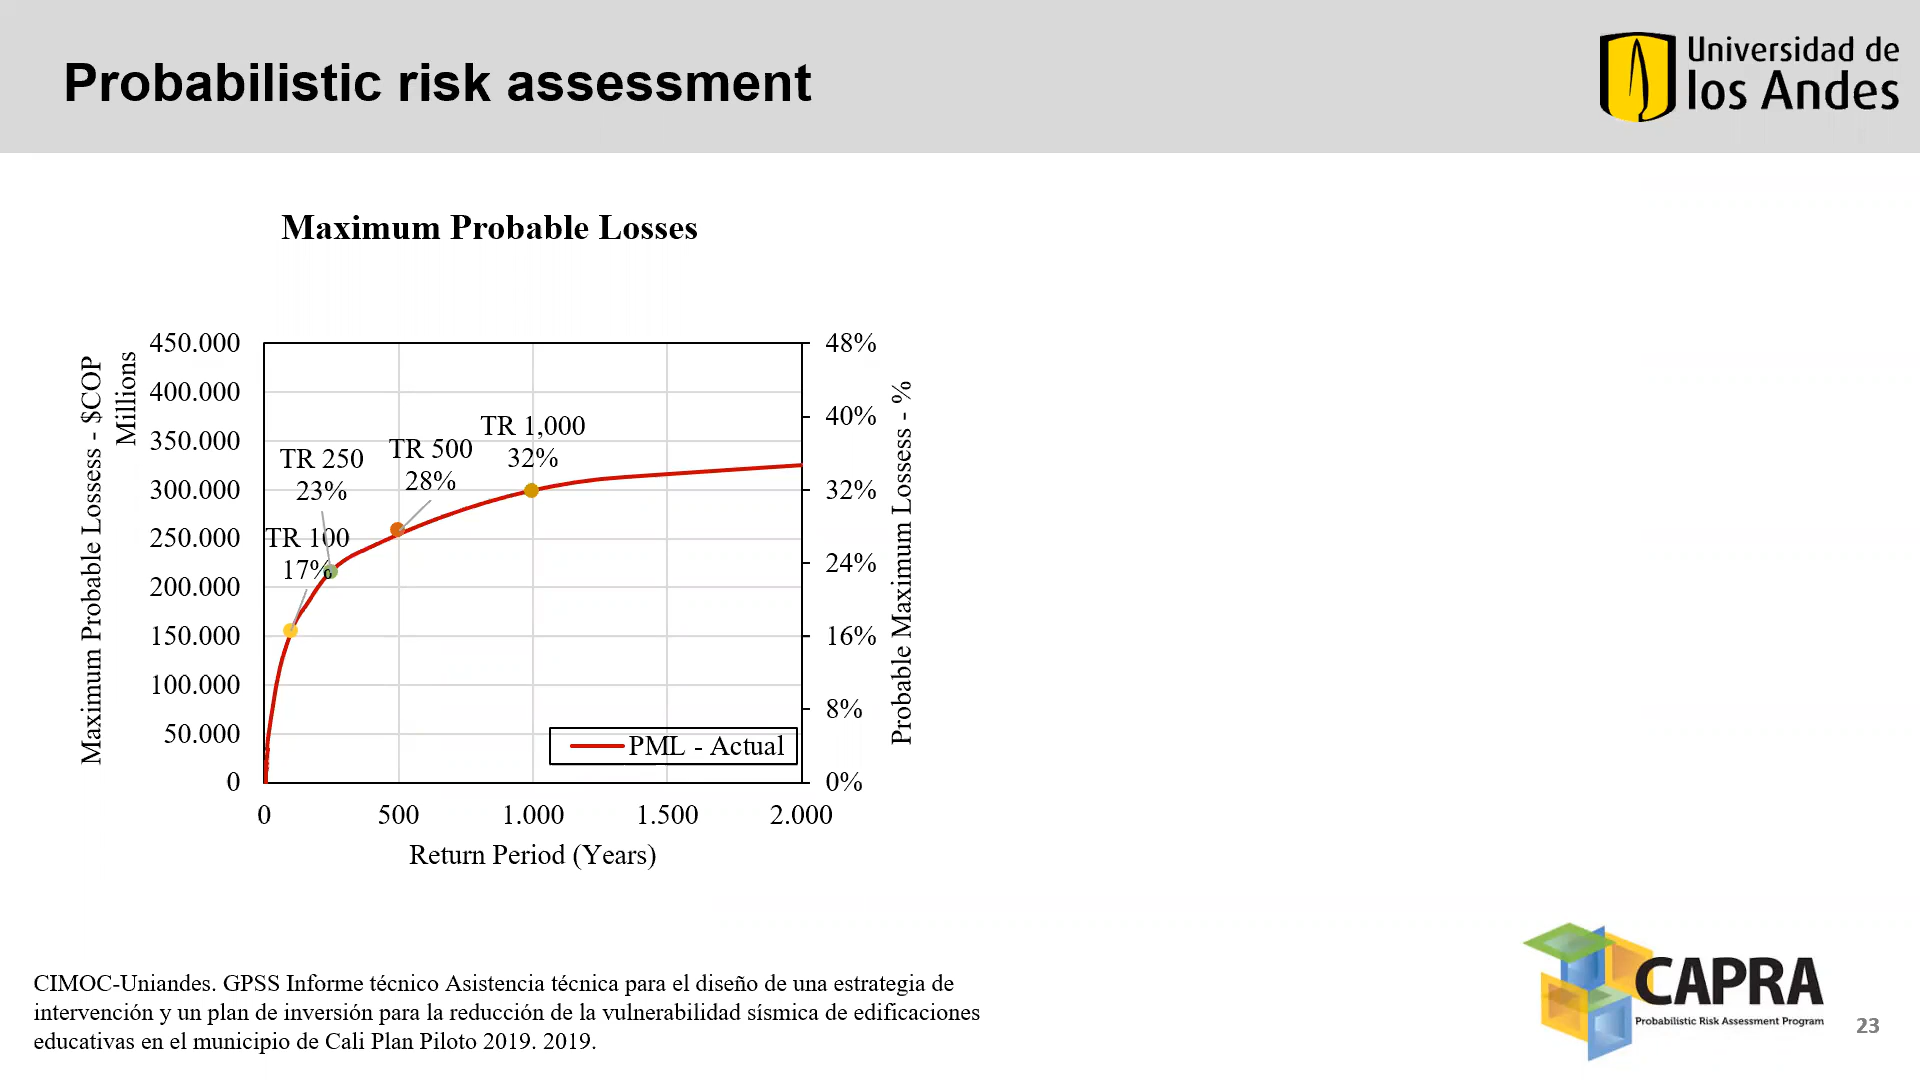 Probabilistic risk assessment
Universidad de
los Andes
Maximum Probable Losses
Maximum Probable Lossess - $COP
Millions
450.000
400.000
350.000
300.000
250.000
200.000
150.000
100.000
50.000
0
TR 100
17%
TR 250
23%
TR 500
28%
TR 1,000
32%
PML - Actual
48%
40%
32%
24%
16%
8%
0%
Probable Maximum Lossess - %
0
500
1.000
1.500
2.000
Return Period (Years)
CIMOC-Uniandes. GPSS Informe técnico Asistencia técnica para el diseño de una estrategia de
intervención y un plan de inversión para la reducción de la vulnerabilidad sísmica de edificaciones
educativas en el municipio de Cali Plan Piloto 2019. 2019.
CAPRA
Probabilistic Risk Assessment Program
23